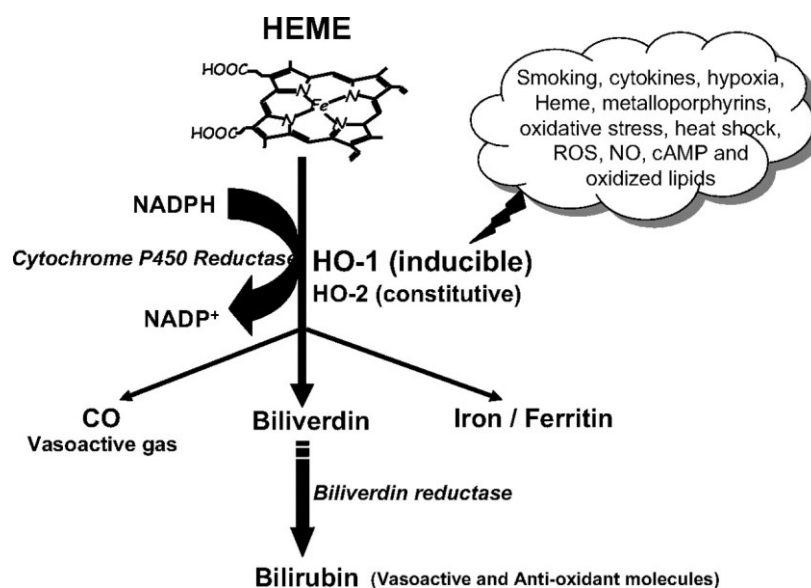 HEME
HOOC
HOOC
N
N
Fe
N
N
Smoking, cytokines, hypoxia,
Heme, metalloporphyrins,
oxidative stress, heat shock,
ROS, NO, cAMP and
oxidized lipids
NADPH
Cytochrome P450 Reductase
HO-1 (inducible)
HO-2 (constitutive)
NADP+
CO
Vasoactive gas
Biliverdin
Iron / Ferritin
Biliverdin reductase
Bilirubin (Vasoactive and Anti-oxidant molecules)